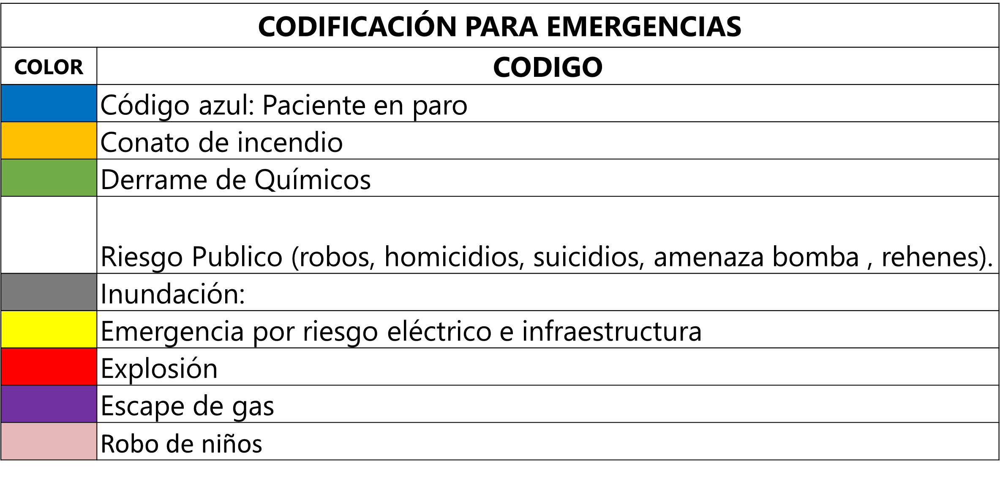 CODIFICACIÓN PARA EMERGENCIAS
COLOR
CODIGO
Código azul: Paciente en paro
Conato de incendio
Derrame de Químicos
Riesgo Publico (robos, homicidios, suicidios, amenaza bomba , rehenes).
Inundación:
Emergencia por riesgo eléctrico e infraestructura
Explosión
Escape de gas
Robo de niños